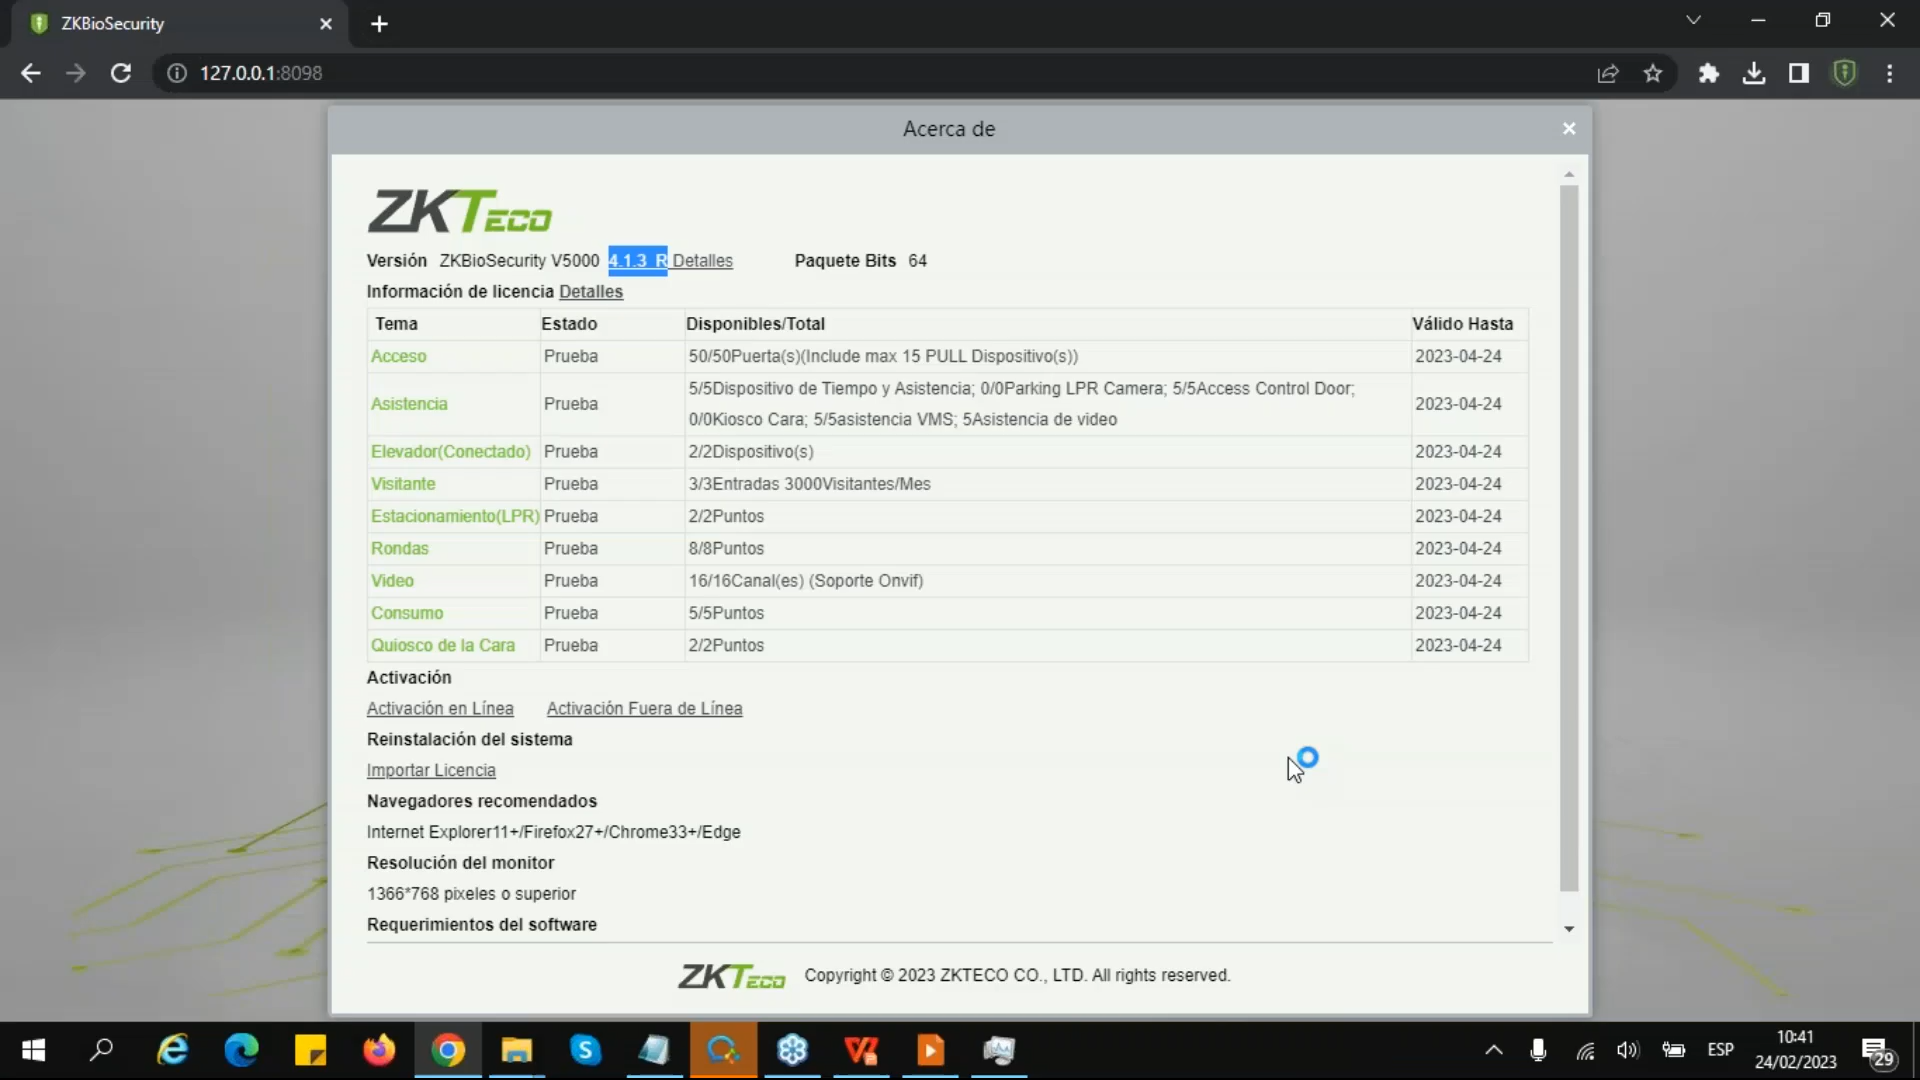 ZKBioSecurity
127.0.0.1:8098
Acerca de
ZKTeco
Versión ZKBioSecurity V5000 4.1.3_R Detalles Paquete Bits 64
Información de licencia Detalles
Tema Estado Disponibles/Total Válido Hasta
Acceso Prueba 50/50Puerta(s)(Include max 15 PULL Dispositivo(s)) 2023-04-24
Asistencia Prueba 5/5Dispositivo de Tiempo y Asistencia; 0/0Parking LPR Camera; 5/5Access Control Door; 2023-04-24
0/0Kiosco Cara; 5/5asistencia VMS; 5Asistencia de video
Elevador(Conectado) Prueba 2/2Dispositivo(s) 2023-04-24
Visitante Prueba 3/3Entradas 3000Visitantes/Mes 2023-04-24
Estacionamiento(LPR) Prueba 2/2Puntos 2023-04-24
Rondas Prueba 8/8Puntos 2023-04-24
Video Prueba 16/16Canal(es) (Soporte Onvif) 2023-04-24
Consumo Prueba 5/5Puntos 2023-04-24
Quiosco de la Cara Prueba 2/2Puntos 2023-04-24
Activación
Activación en Línea Activación Fuera de Línea
Reinstalación del sistema
Importar Licencia
Navegadores recomendados
Internet Explorer11+/Firefox27+/Chrome33+/Edge
Resolución del monitor
1366*768 pixeles o superior
Requerimientos del software
ZKTeco Copyright © 2023 ZKTECO CO., LTD. All rights reserved.
ESP
10:41
24/02/2023
29